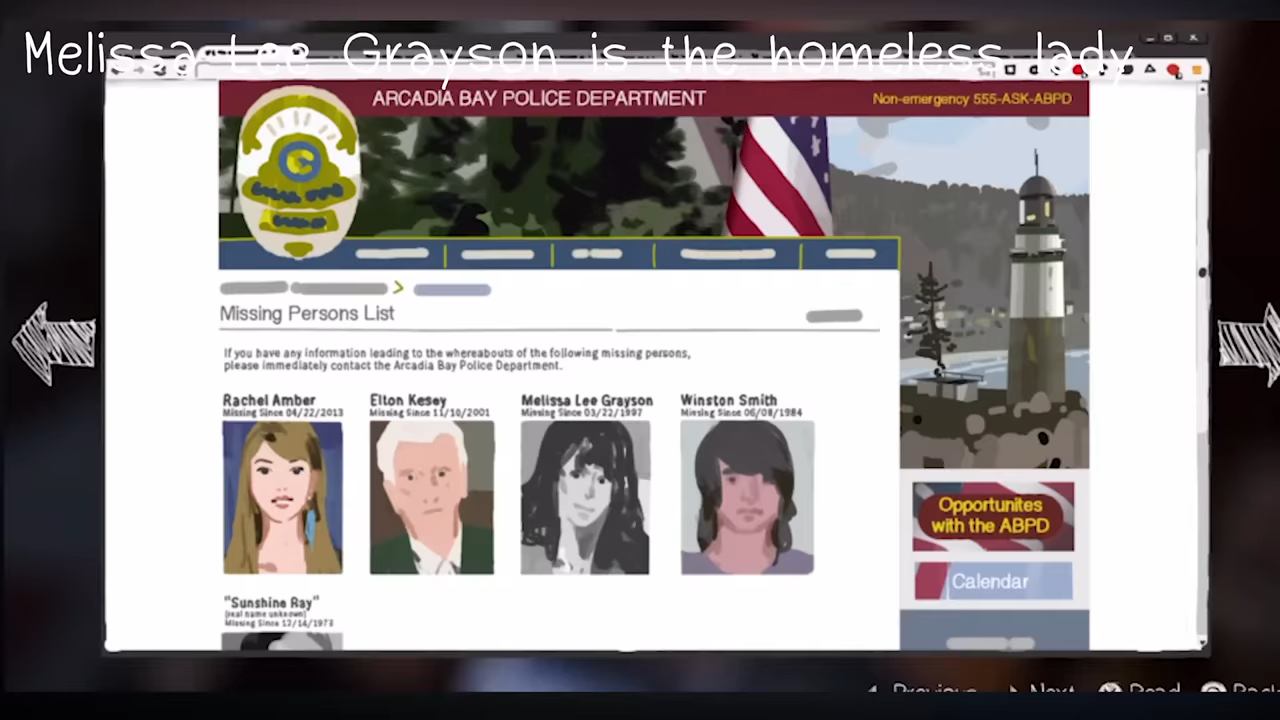 Melissa Lee Grayson is the homeless lady
ARCADIA BAY POLICE DEPARTMENT
Non-emergency 555-ASK-ABPD
Missing Persons List
If you have any information leading to the whereabouts of the following missing persons,
please immediately contact the Arcadia Bay Police Department.
Rachel Amber
Missing Since 04/22/2013
Elton Kesey
Missing Since 11/10/2001
Melissa Lee Grayson
Missing Since 03/22/1997
Winston Smith
Missing Since 06/08/1984
"Sunshine Ray"
(real name unknown)
Missing Since 12/14/1973
Opportunites
with the ABPD
Calendar
Previous
Next
Read
Back